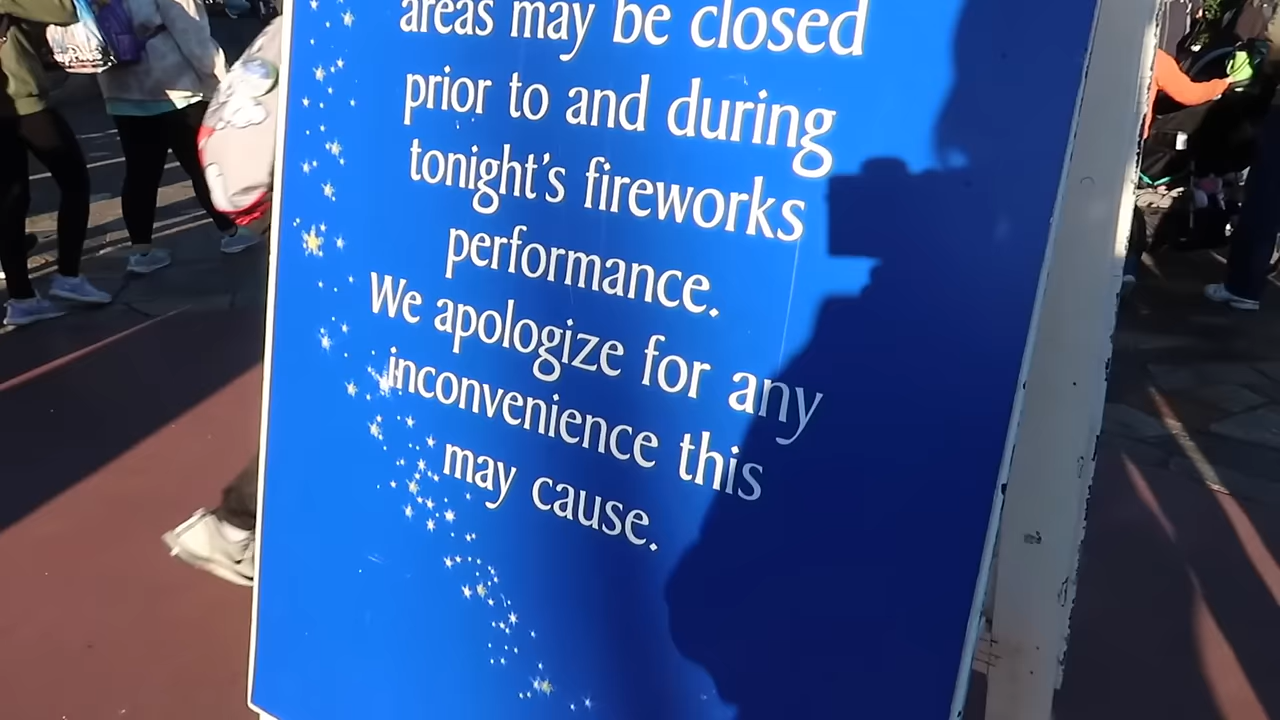 areas may be closed
prior to and during
tonight's fireworks
performance.
We apologize for any
inconvenience this
may cause.